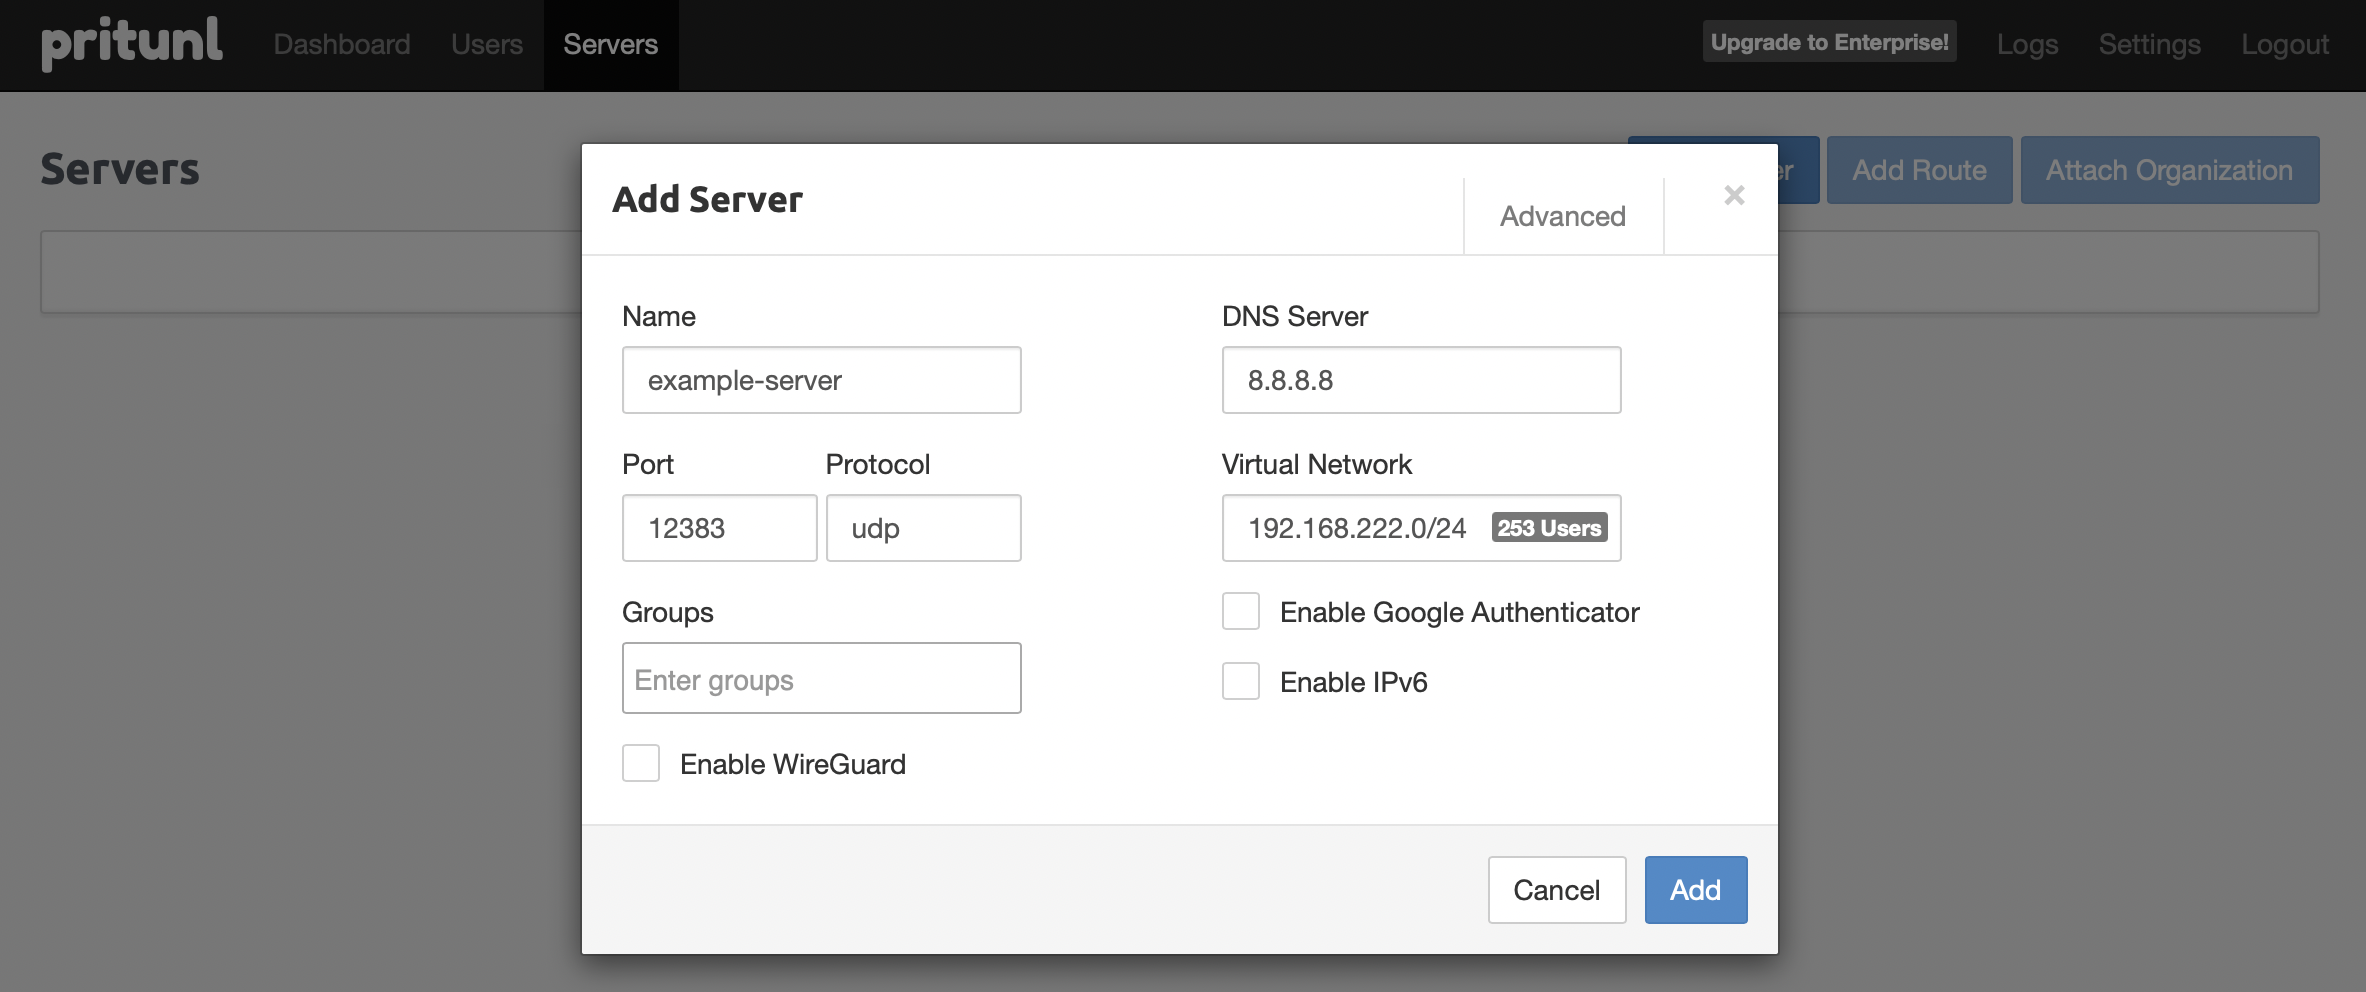 pritunl Dashboard Users Servers Upgrade to Enterprise! Logs Settings Logout
Servers
er Add Route Attach Organization
Add Server Advanced ×
Name
example-server
DNS Server
8.8.8.8
Port Protocol
12383 udp
Virtual Network
192.168.222.0/24 253 Users
Groups
Enter groups
Enable Google Authenticator
Enable IPv6
Enable WireGuard
Cancel Add